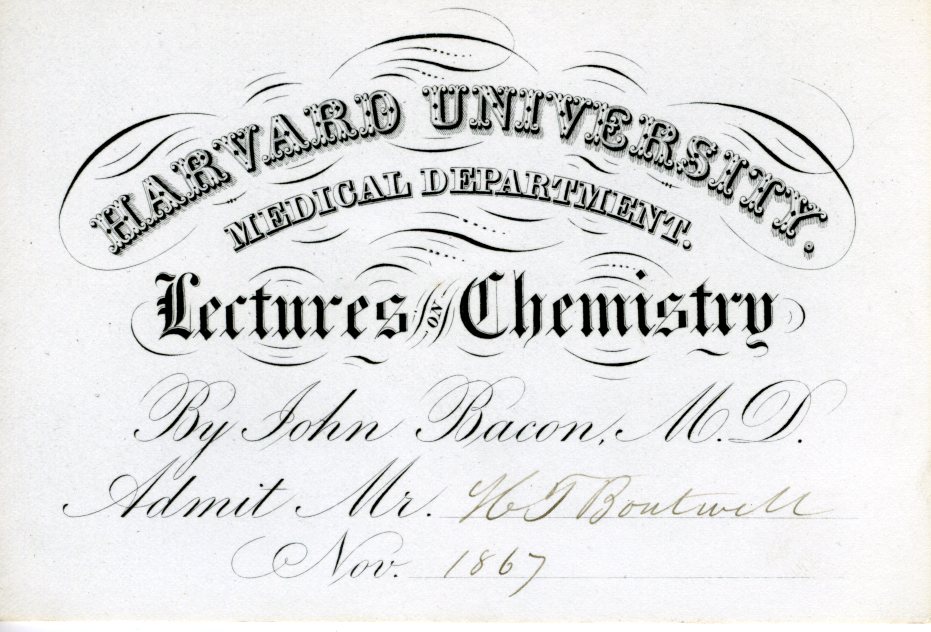 HARVARD UNIVERSITY.
MEDICAL DEPARTMENT.
Lectures ON Chemistry
By John Bacon, M.D.
Admit Mr. H T Boutwell
Nov. 1867